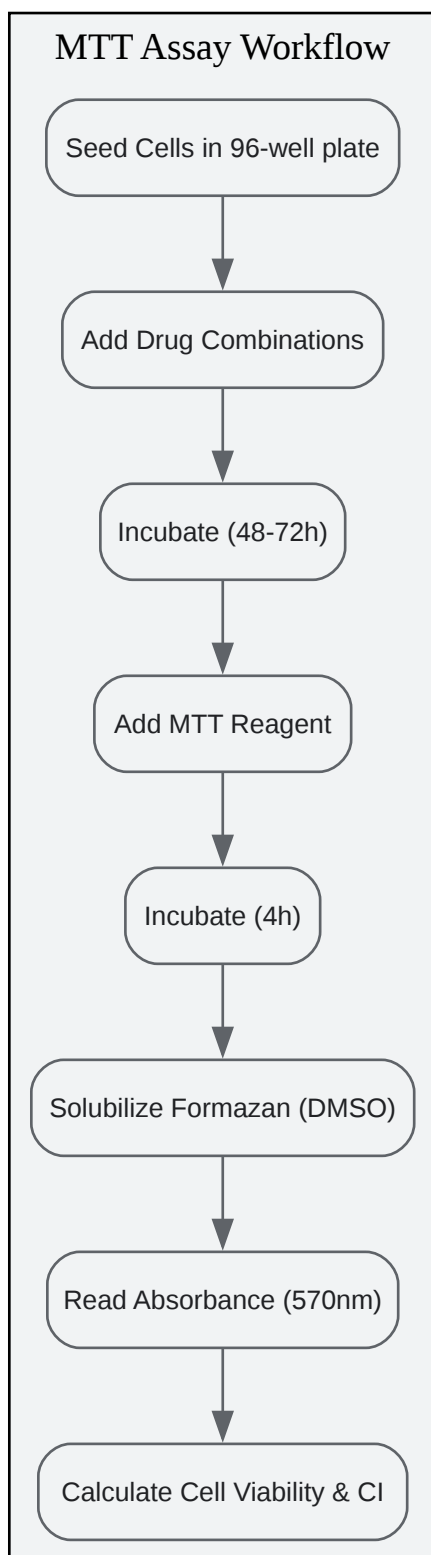 MTT Assay Workflow
Seed Cells in 96-well plate
Add Drug Combinations
Incubate (48-72h)
Add MTT Reagent
Incubate (4h)
Solubilize Formazan (DMSO)
Read Absorbance (570nm)
Calculate Cell Viability & CI